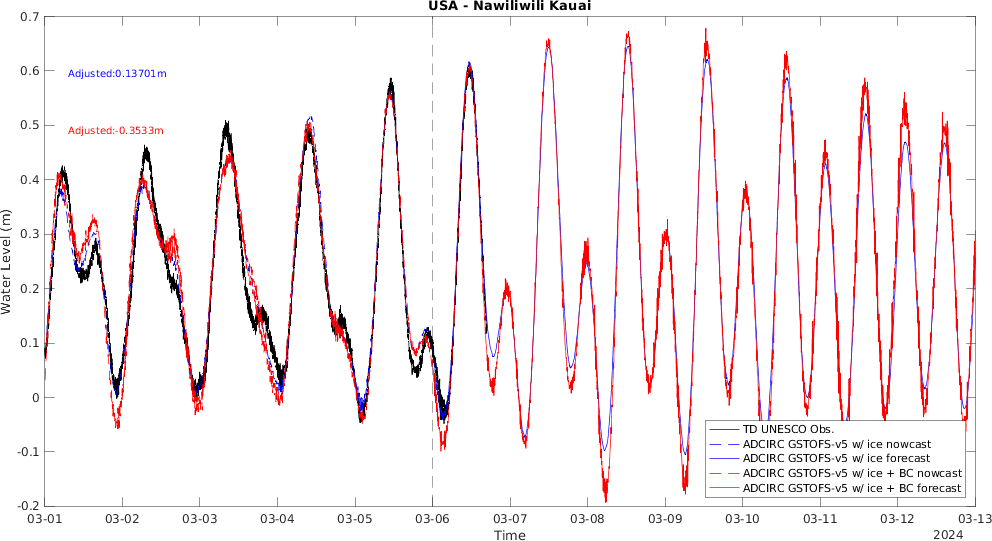 USA - Nawiliwili Kauai
0.7
0.6
0.5
0.4
0.3
0.2
0.1
0
-0.1
-0.2
Water Level (m)
Adjusted:0.13701m
Adjusted:-0.3533m
TD UNESCO Obs.
ADCIRC GSTOFS-v5 w/ ice nowcast
ADCIRC GSTOFS-v5 w/ ice forecast
ADCIRC GSTOFS-v5 w/ ice + BC nowcast
ADCIRC GSTOFS-v5 w/ ice + BC forecast
03-01 03-02 03-03 03-04 03-05 03-06 03-07 03-08 03-09 03-10 03-11 03-12 03-13
Time
2024